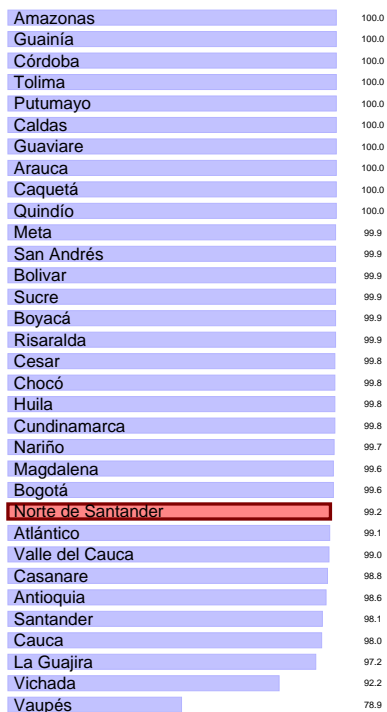 Amazonas 100.0
Guainía 100.0
Córdoba 100.0
Tolima 100.0
Putumayo 100.0
Caldas 100.0
Guaviare 100.0
Arauca 100.0
Caquetá 100.0
Quindío 100.0
Meta 99.9
San Andrés 99.9
Bolivar 99.9
Sucre 99.9
Boyacá 99.9
Risaralda 99.9
Cesar 99.8
Chocó 99.8
Huila 99.8
Cundinamarca 99.8
Nariño 99.7
Magdalena 99.6
Bogotá 99.6
Norte de Santander 99.2
Atlántico 99.1
Valle del Cauca 99.0
Casanare 98.8
Antioquia 98.6
Santander 98.1
Cauca 98.0
La Guajira 97.2
Vichada 92.2
Vaupés 78.9